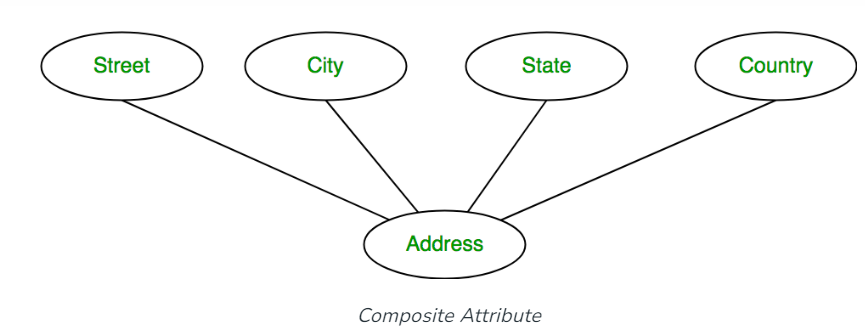 Street City State Country
Address
Composite Attribute